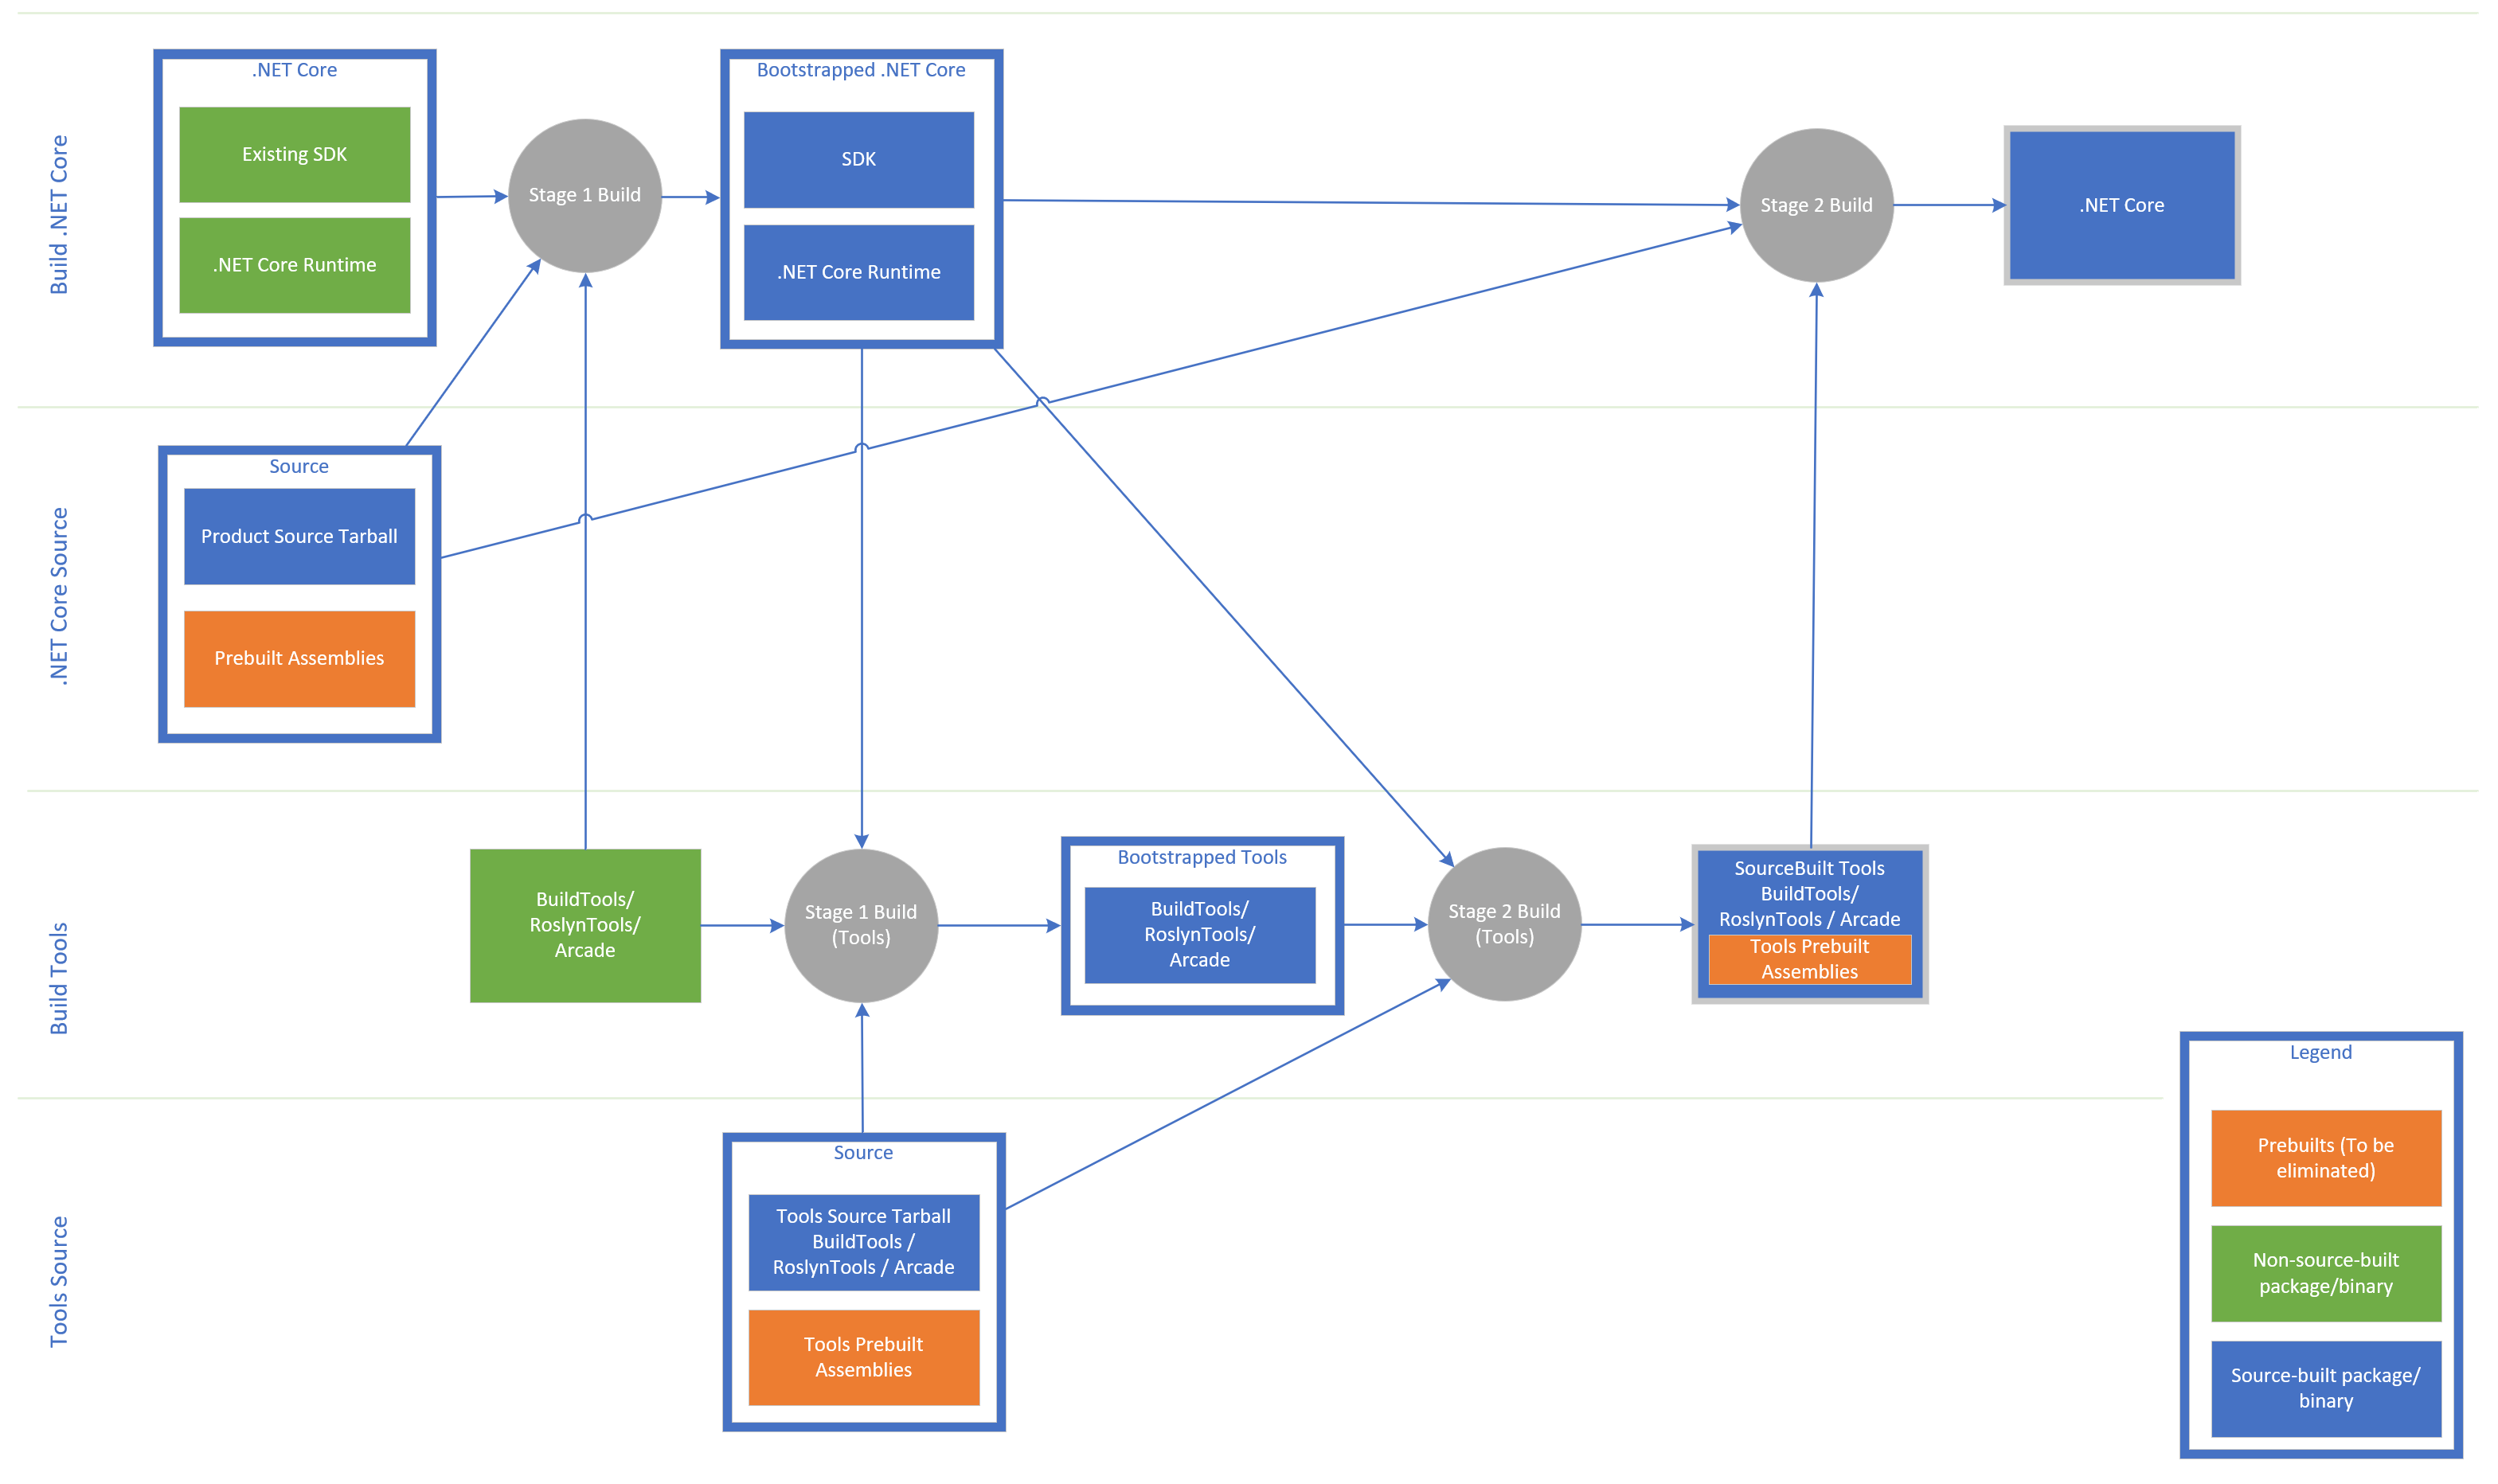 Build .NET Core
.NET Core
Existing SDK
.NET Core Runtime
Stage 1 Build
Bootstrapped .NET Core
SDK
.NET Core Runtime
Stage 2 Build
.NET Core
.NET Core Source
Source
Product Source Tarball
Prebuilt Assemblies
Build Tools
BuildTools/
RoslynTools/
Arcade
Stage 1 Build
(Tools)
Bootstrapped Tools
BuildTools/
RoslynTools/
Arcade
Stage 2 Build
(Tools)
SourceBuilt Tools
BuildTools/
RoslynTools / Arcade
Tools Prebuilt
Assemblies
Tools Source
Source
Tools Source Tarball
BuildTools /
RoslynTools / Arcade
Tools Prebuilt
Assemblies
Legend
Prebuilts (To be
eliminated)
Non-source-built
package/binary
Source-built package/
binary